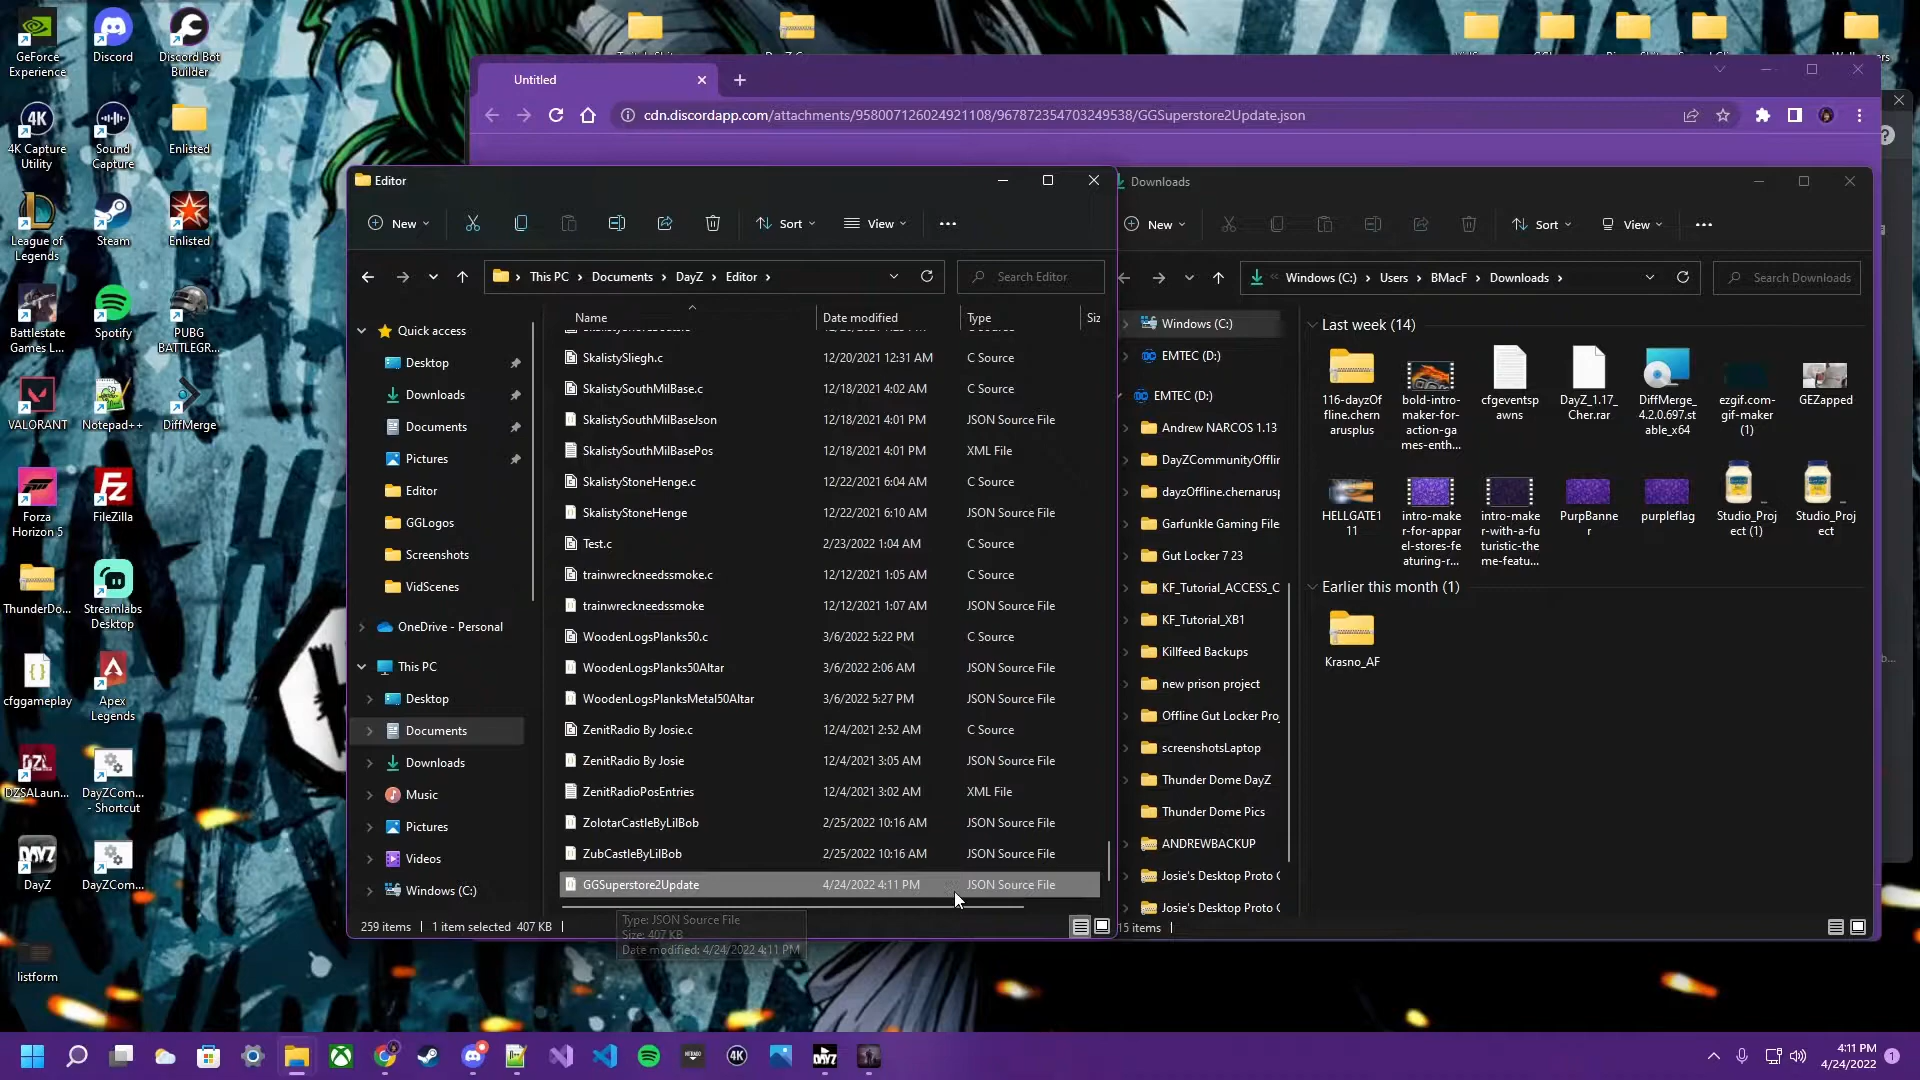 GeForce Experience
Discord
Discord Bot Builder
4K Capture Utility
Sound Capture
Enlisted
League of Legends
Steam
Enlisted
Battlestate Games L...
Spotify
PUBG BATTLEGR...
VALORANT
Notepad++
DiffMerge
Forza Horizon 5
FileZilla
ThunderDo...
Streamlabs Desktop
cfggameplay
Apex Legends
DZSALaun...
DayZCom... - Shortcut
DayZ
DayZCom...
listform
Untitled
cdn.discordapp.com/attachments/958007126024921108/967872354703249538/GGSuperstore2Update.json
Editor
New
Sort
View
This PC > Documents > DayZ > Editor >
Search Editor
Name
Date modified
Type
Siz
Quick access
Desktop
Downloads
Documents
Pictures
Editor
GGLogos
Screenshots
VidScenes
OneDrive - Personal
This PC
Desktop
Documents
Downloads
Music
Pictures
Videos
Windows (C:)
SkalistySliegh.c 12/20/2021 12:31 AM C Source
SkalistySouthMilBase.c 12/18/2021 4:02 AM C Source
SkalistySouthMilBaseJson 12/18/2021 4:01 PM JSON Source File
SkalistySouthMilBasePos 12/18/2021 4:01 PM XML File
SkalistyStoneHenge.c 12/22/2021 6:04 AM C Source
SkalistyStoneHenge 12/22/2021 6:10 AM JSON Source File
Test.c 2/23/2022 1:04 AM C Source
trainwreckneedssmoke.c 12/12/2021 1:05 AM C Source
trainwreckneedssmoke 12/12/2021 1:07 AM JSON Source File
WoodenLogsPlanks50.c 3/6/2022 5:22 PM C Source
WoodenLogsPlanks50Altar 3/6/2022 2:06 AM JSON Source File
WoodenLogsPlanksMetal50Altar 3/6/2022 5:27 PM JSON Source File
ZenitRadio By Josie.c 12/4/2021 2:52 AM C Source
ZenitRadio By Josie 12/4/2021 3:05 AM JSON Source File
ZenitRadioPosEntries 12/4/2021 3:02 AM XML File
ZolotarCastleByLilBob 2/25/2022 10:16 AM JSON Source File
ZubCastleByLilBob 2/25/2022 10:16 AM JSON Source File
GGSuperstore2Update 4/24/2022 4:11 PM JSON Source File
259 items
1 item selected 407 KB
Type: JSON Source File
Size: 407 KB
Date modified: 4/24/2022 4:11 PM
Downloads
New
Sort
View
Windows (C:) > Users > BMacF > Downloads >
Search Downloads
Windows (C:)
EMTEC (D:)
EMTEC (D:)
Andrew NARCOS 1.13
DayZCommunityOfflin
dayzOffline.chernarusp
Garfunkle Gaming File
Gut Locker 7 23
KF_Tutorial_ACCESS_C
KF_Tutorial_XB1
Killfeed Backups
new prison project
Offline Gut Locker Proj
screenshotsLaptop
Thunder Dome DayZ
Thunder Dome Pics
ANDREWBACKUP
Josie's Desktop Proto (
Josie's Desktop Proto (
Last week (14)
116-dayzOffline.chernarusplus
bold-intro-maker-for-action-games-enth...
cfgeventspawns
DayZ_1.17_Cher.rar
DiffMerge_4.2.0.697.stable_x64
ezgif.com-gif-maker (1)
GEZapped
HELLGATE111
intro-maker-for-apparel-stores-featuring-r...
intro-maker-with-a-futuristic-theme-featu...
PurpBanner
purpleflag
Studio_Project (1)
Studio_Project
Earlier this month (1)
Krasno_AF
15 items
4:11 PM
4/24/2022
1